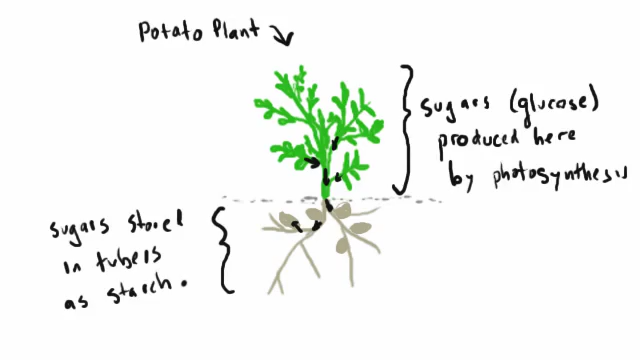 Potato Plant
sugars (glucose)
produced here
by photosynthesis
sugars stored
in tubers
as starch.